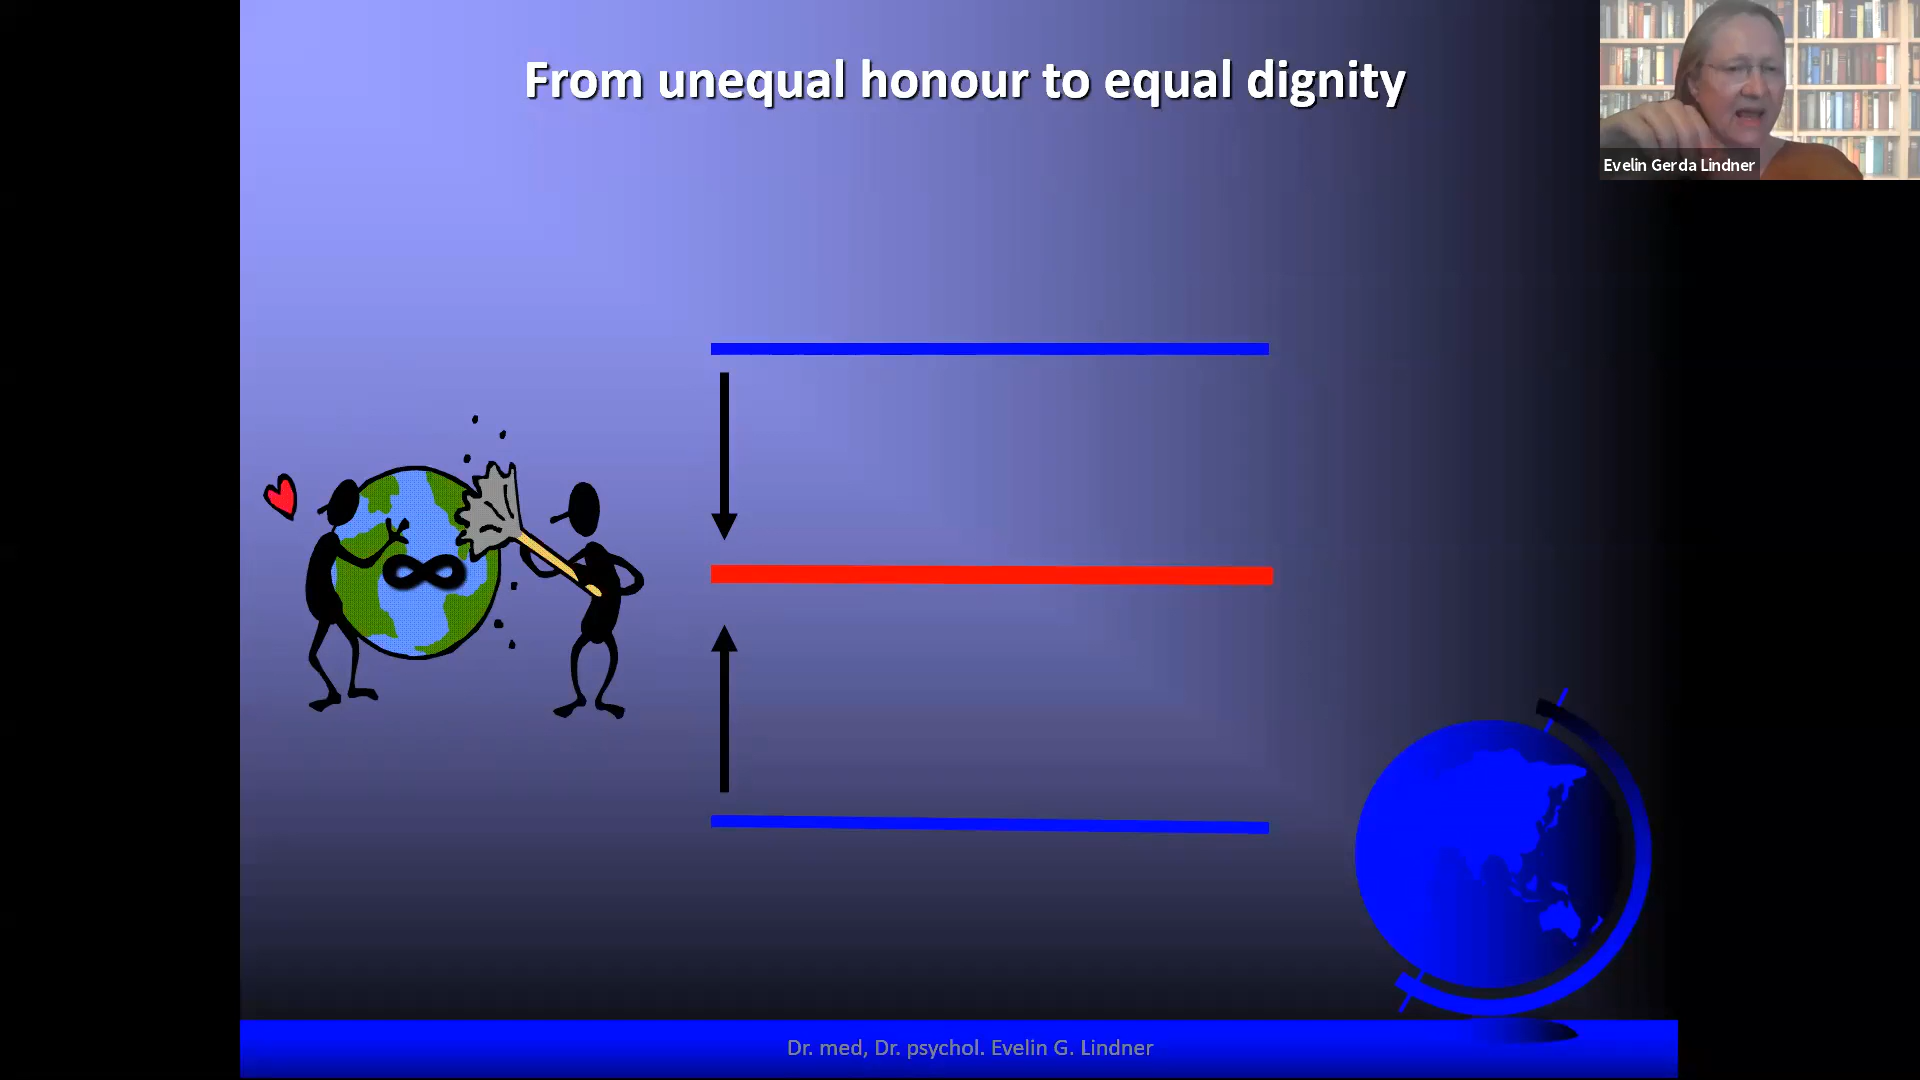 From unequal honour to equal dignity
Evelin Gerda Lindner
Dr. med, Dr. psychol. Evelin G. Lindner